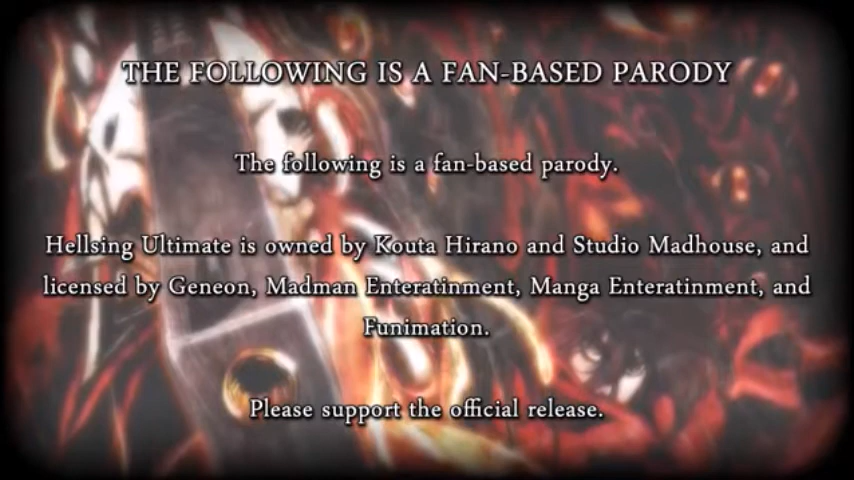 THE FOLLOWING IS A FAN-BASED PARODY
The following is a fan-based parody.
Hellsing Ultimate is owned by Kouta Hirano and Studio Madhouse, and
licensed by Geneon, Madman Enteratinment, Manga Enteratinment, and
Funimation.
Please support the official release.